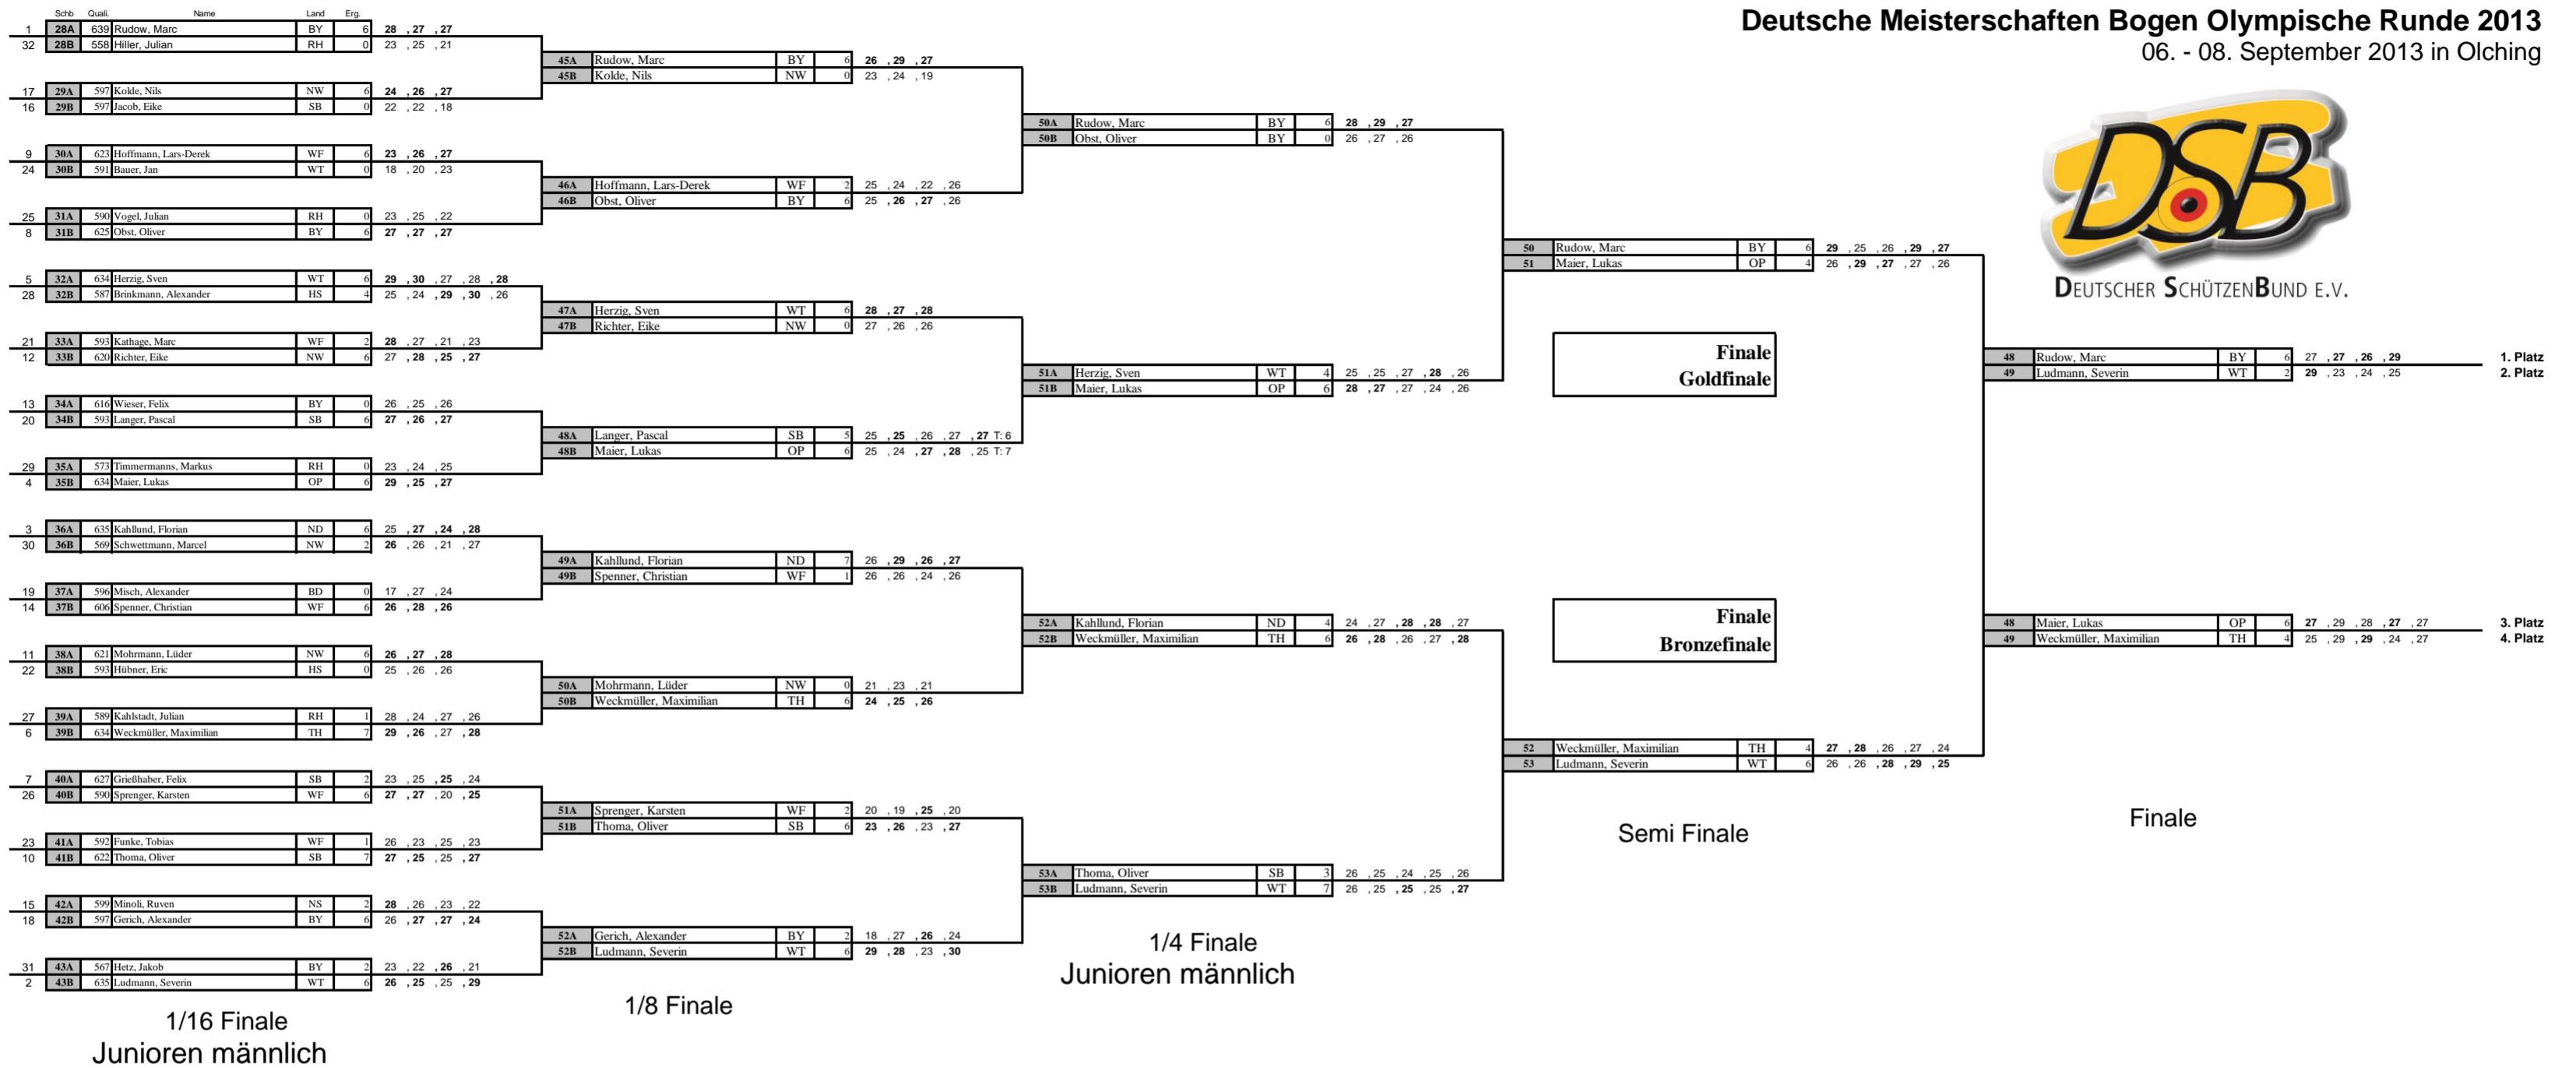 Deutsche Meisterschaften Bogen Olympische Runde 2013
06. - 08. September 2013 in Olching
DSB
DEUTSCHER SCHÜTZENBUND E.V.
Schb Quali. Name Land Erg.
1 28A 639 Rudow, Marc BY 6 28 , 27 , 27
32 28B 558 Hiller, Julian RH 0 23 , 25 , 21
17 29A 597 Kolde, Nils NW 6 24 , 26 , 27
16 29B 597 Jacob, Eike SB 0 22 , 22 , 18
9 30A 623 Hoffmann, Lars-Derek WF 6 23 , 26 , 27
24 30B 591 Bauer, Jan WT 0 18 , 20 , 23
25 31A 590 Vogel, Julian RH 0 23 , 25 , 22
8 31B 625 Obst, Oliver BY 6 27 , 27 , 27
5 32A 634 Herzig, Sven WT 6 29 , 30 , 27 , 28 , 28
28 32B 587 Brinkmann, Alexander HS 4 25 , 24 , 29 , 30 , 26
21 33A 593 Kathage, Marc WF 2 28 , 27 , 21 , 23
12 33B 620 Richter, Eike NW 6 27 , 28 , 25 , 27
13 34A 616 Wieser, Felix BY 0 26 , 25 , 26
20 34B 593 Langer, Pascal SB 6 27 , 26 , 27
29 35A 573 Timmermanns, Markus RH 0 23 , 24 , 25
4 35B 634 Maier, Lukas OP 6 29 , 25 , 27
3 36A 635 Kahllund, Florian ND 6 25 , 27 , 24 , 28
30 36B 569 Schwettmann, Marcel NW 2 26 , 26 , 21 , 27
19 37A 596 Misch, Alexander BD 0 17 , 27 , 24
14 37B 606 Spenner, Christian WF 6 26 , 28 , 26
11 38A 621 Mohrmann, Lüder NW 6 26 , 27 , 28
22 38B 593 Hübner, Eric HS 0 25 , 26 , 26
27 39A 589 Kahlstadt, Julian RH 1 28 , 24 , 27 , 26
6 39B 634 Weckmüller, Maximilian TH 7 29 , 26 , 27 , 28
7 40A 627 Grießhaber, Felix SB 2 23 , 25 , 25 , 24
26 40B 590 Sprenger, Karsten WF 6 27 , 27 , 20 , 25
23 41A 592 Funke, Tobias WF 1 26 , 23 , 25 , 23
10 41B 622 Thoma, Oliver SB 7 27 , 25 , 25 , 27
15 42A 599 Minoli, Ruven NS 2 28 , 26 , 23 , 22
18 42B 597 Gerich, Alexander BY 6 26 , 27 , 27 , 24
31 43A 567 Hetz, Jakob BY 2 23 , 22 , 26 , 21
2 43B 635 Ludmann, Severin WT 6 26 , 25 , 25 , 29
1/16 Finale
Junioren männlich
45A Rudow, Marc BY 6 26 , 29 , 27
45B Kolde, Nils NW 0 23 , 24 , 19
46A Hoffmann, Lars-Derek WF 2 25 , 24 , 22 , 26
46B Obst, Oliver BY 6 25 , 26 , 27 , 26
47A Herzig, Sven WT 6 28 , 27 , 28
47B Richter, Eike NW 0 27 , 26 , 26
48A Langer, Pascal SB 5 25 , 25 , 26 , 27 , 27 T: 6
48B Maier, Lukas OP 6 25 , 24 , 27 , 28 , 25 T: 7
49A Kahllund, Florian ND 7 26 , 29 , 26 , 27
49B Spenner, Christian WF 1 26 , 26 , 24 , 26
50A Mohrmann, Lüder NW 0 21 , 23 , 21
50B Weckmüller, Maximilian TH 6 24 , 25 , 26
51A Sprenger, Karsten WF 2 20 , 19 , 25 , 20
51B Thoma, Oliver SB 6 23 , 26 , 23 , 27
52A Gerich, Alexander BY 2 18 , 27 , 26 , 24
52B Ludmann, Severin WT 6 29 , 28 , 23 , 30
1/8 Finale
50A Rudow, Marc BY 6 28 , 29 , 27
50B Obst, Oliver BY 0 26 , 27 , 26
51A Herzig, Sven WT 4 25 , 25 , 27 , 28 , 26
51B Maier, Lukas OP 6 28 , 27 , 27 , 24 , 26
52A Kahllund, Florian ND 4 24 , 27 , 28 , 28 , 27
52B Weckmüller, Maximilian TH 6 26 , 28 , 26 , 27 , 28
53A Thoma, Oliver SB 3 26 , 25 , 24 , 25 , 26
53B Ludmann, Severin WT 7 26 , 25 , 25 , 25 , 27
1/4 Finale
Junioren männlich
50 Rudow, Marc BY 6 29 , 25 , 26 , 29 , 27
51 Maier, Lukas OP 4 26 , 29 , 27 , 27 , 26
52 Weckmüller, Maximilian TH 4 27 , 28 , 26 , 27 , 24
53 Ludmann, Severin WT 6 26 , 26 , 28 , 29 , 25
Semi Finale
Finale
Goldfinale
48 Rudow, Marc BY 6 27 , 27 , 26 , 29 1. Platz
49 Ludmann, Severin WT 2 29 , 23 , 24 , 25 2. Platz
Finale
Bronzefinale
48 Maier, Lukas OP 6 27 , 29 , 28 , 27 , 27 3. Platz
49 Weckmüller, Maximilian TH 4 25 , 29 , 29 , 24 , 27 4. Platz
Finale